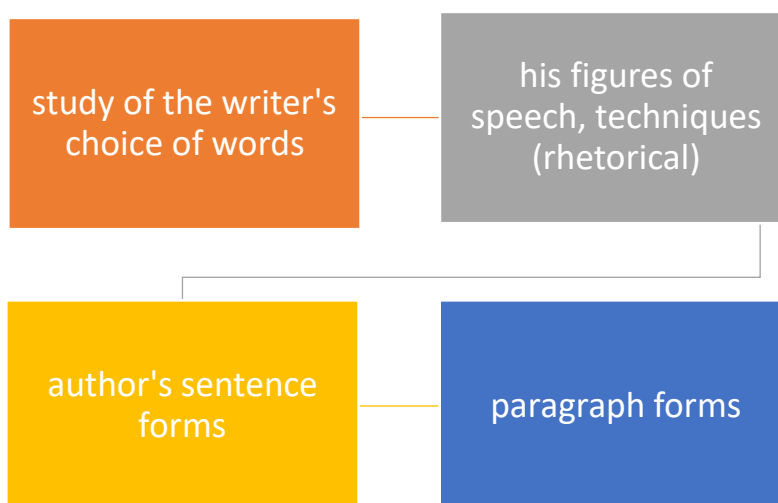 study of the writer's
choice of words
his figures of
speech, techniques
(rhetorical)
author's sentence
forms
paragraph forms